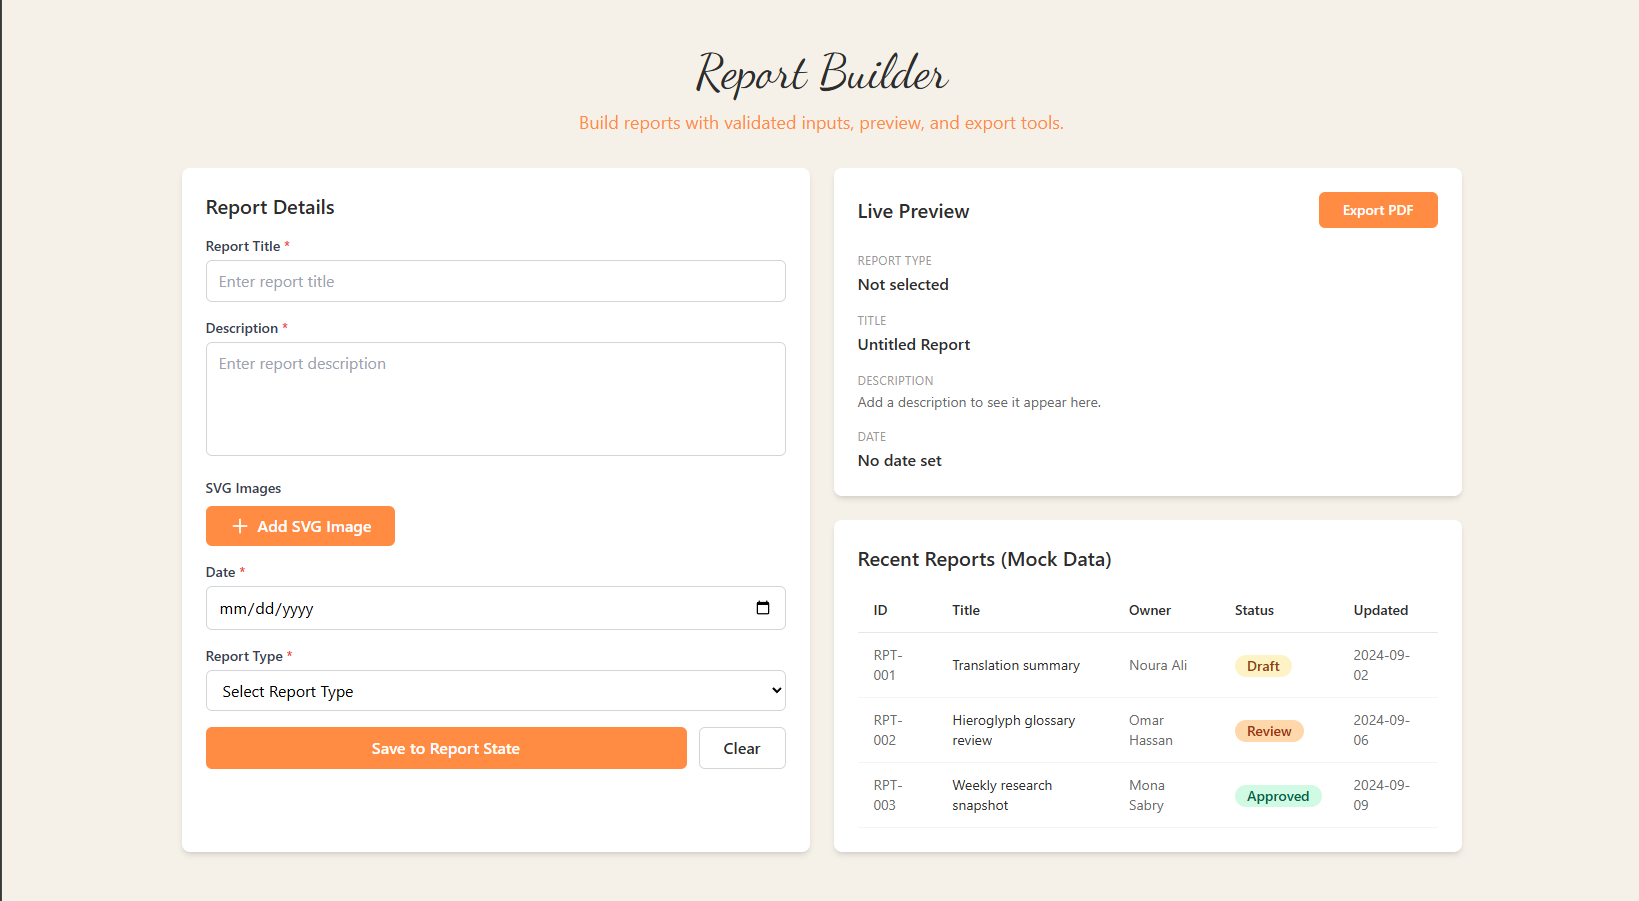 Report Builder
Build reports with validated inputs, preview, and export tools.
Report Details
Report Title *
Enter report title
Description *
Enter report description
SVG Images
+ Add SVG Image
Date *
mm/dd/yyyy
Report Type *
Select Report Type
Save to Report State
Clear
Live Preview
Export PDF
REPORT TYPE
Not selected
TITLE
Untitled Report
DESCRIPTION
Add a description to see it appear here.
DATE
No date set
Recent Reports (Mock Data)
ID Title Owner Status Updated
RPT-
001
Translation summary
Noura Ali
Draft
2024-09-
02
RPT-
002
Hieroglyph glossary
review
Omar
Hassan
Review
2024-09-
06
RPT-
003
Weekly research
snapshot
Mona
Sabry
Approved
2024-09-
09